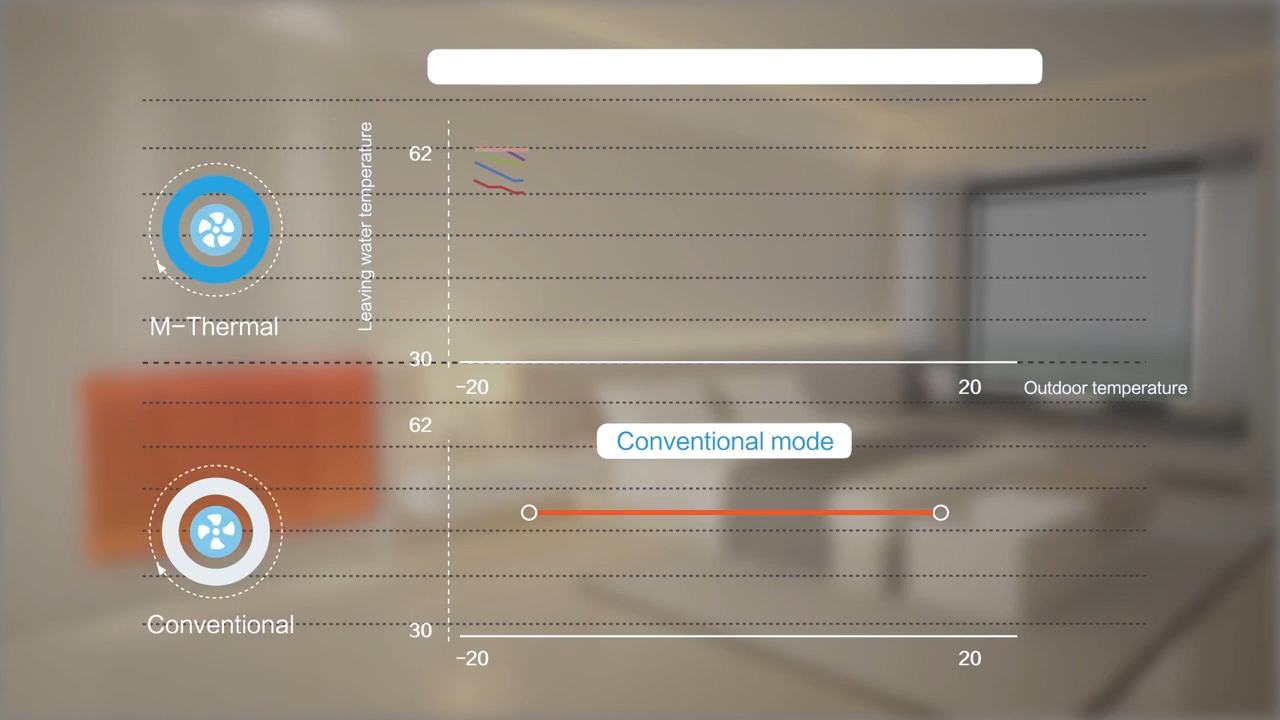 Leaving water temperature
62
M-Thermal
30
−20
20
Outdoor temperature
62
Conventional mode
Conventional
30
−20
20